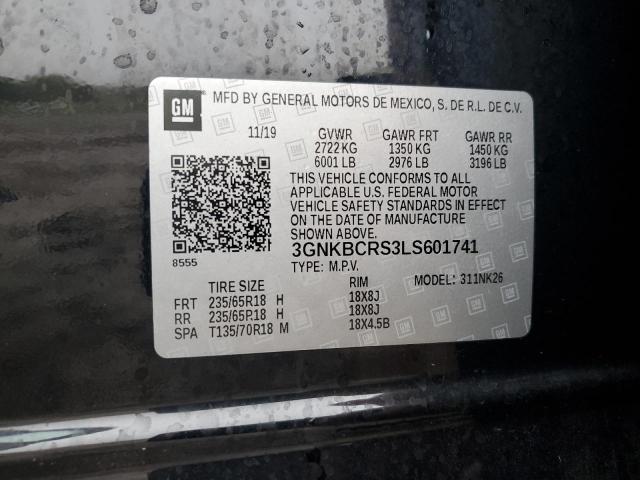 GM MFD BY GENERAL MOTORS DE MEXICO, S. DE R.L. DE C.V.
11/19 GVWR GAWR FRT GAWR RR
2722 KG 1350 KG 1450 KG
6001 LB 2976 LB 3196 LB
THIS VEHICLE CONFORMS TO ALL
APPLICABLE U.S. FEDERAL MOTOR
VEHICLE SAFETY STANDARDS IN EFFECT
ON THE DATE OF MANUFACTURE
SHOWN ABOVE.
3GNKBCRS3LS601741
8555
TYPE: M.P.V. MODEL: 311NK26
TIRE SIZE RIM
FRT 235/65R18 H 18X8J
RR 235/65R18 H 18X8J
SPA T135/70R18 M 18X4.5B